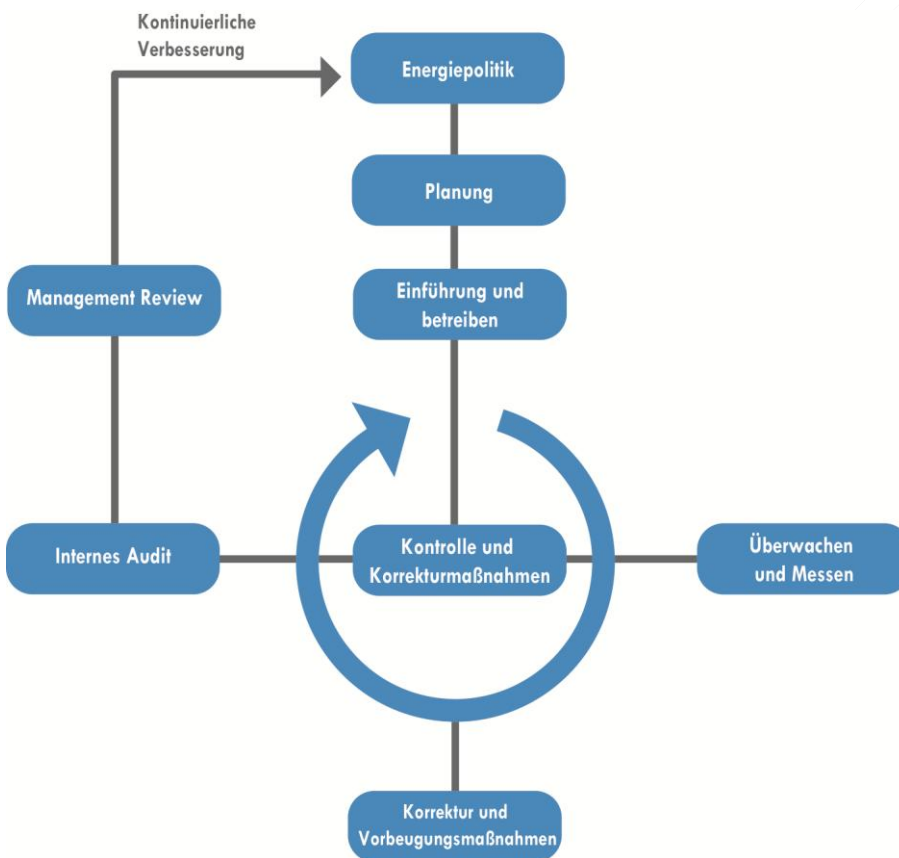 Kontinuierliche
Verbesserung
Energiepolitik
Planung
Management Review
Einführung und
betreiben
Internes Audit
Kontrolle und
Korrekturmaßnahmen
Überwachen
und Messen
Korrektur und
Vorbeugungsmaßnahmen